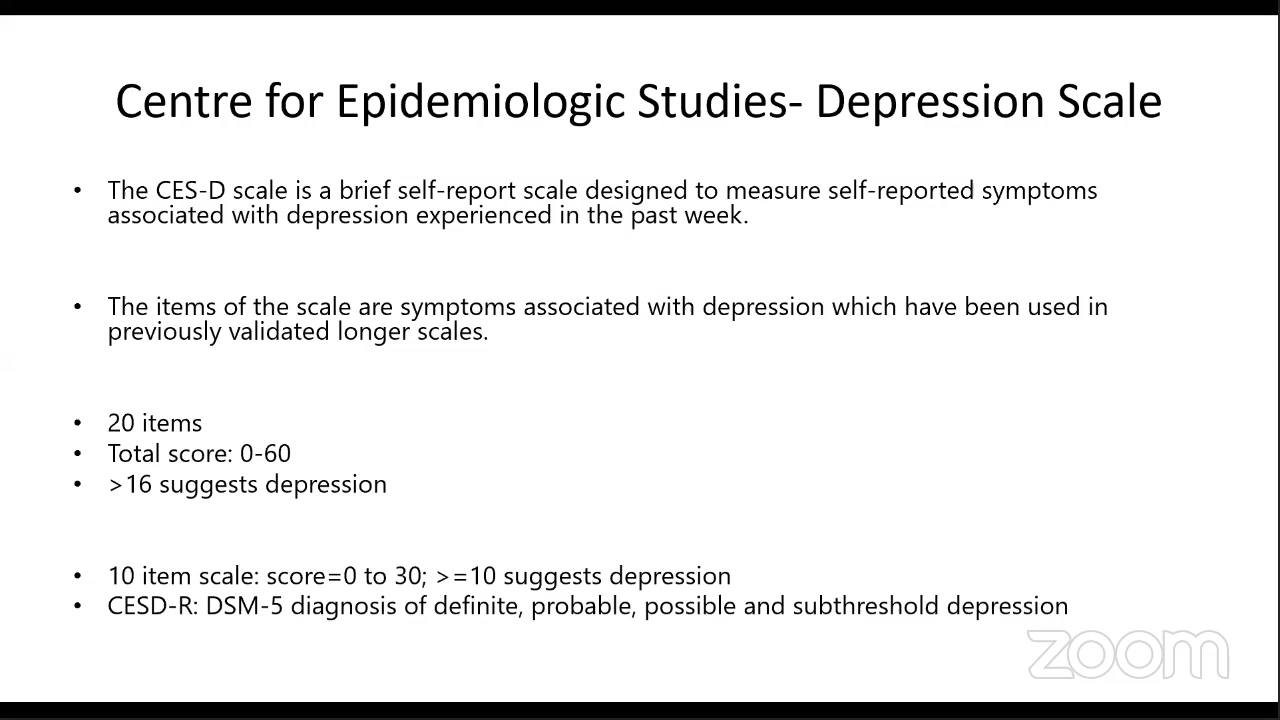 Centre for Epidemiologic Studies- Depression Scale
• The CES-D scale is a brief self-report scale designed to measure self-reported symptoms
associated with depression experienced in the past week.
• The items of the scale are symptoms associated with depression which have been used in
previously validated longer scales.
• 20 items
• Total score: 0-60
• >16 suggests depression
• 10 item scale: score=0 to 30; >=10 suggests depression
• CESD-R: DSM-5 diagnosis of definite, probable, possible and subthreshold depression
zoom